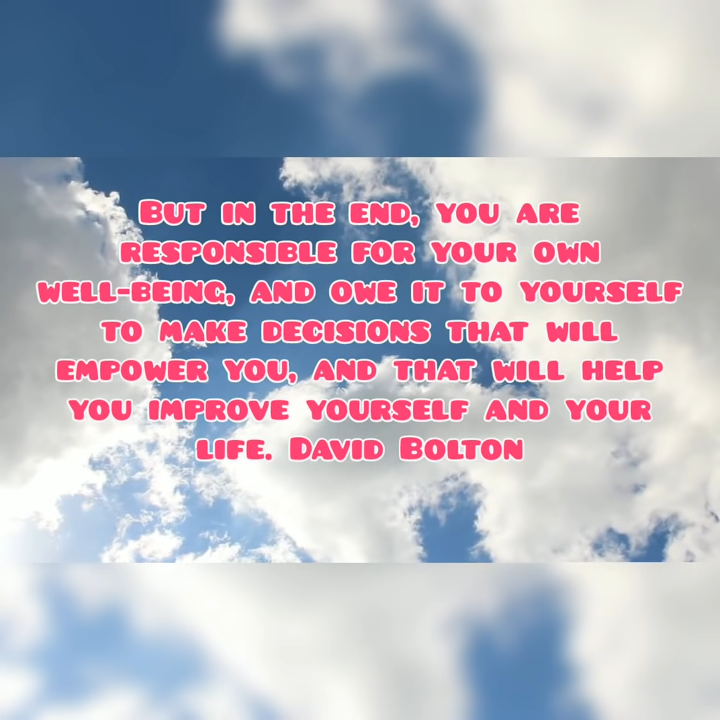 But in the end, you are
responsible for your own
well-being, and owe it to yourself
to make decisions that will
empower you, and that will help
you improve yourself and your
life. David Bolton